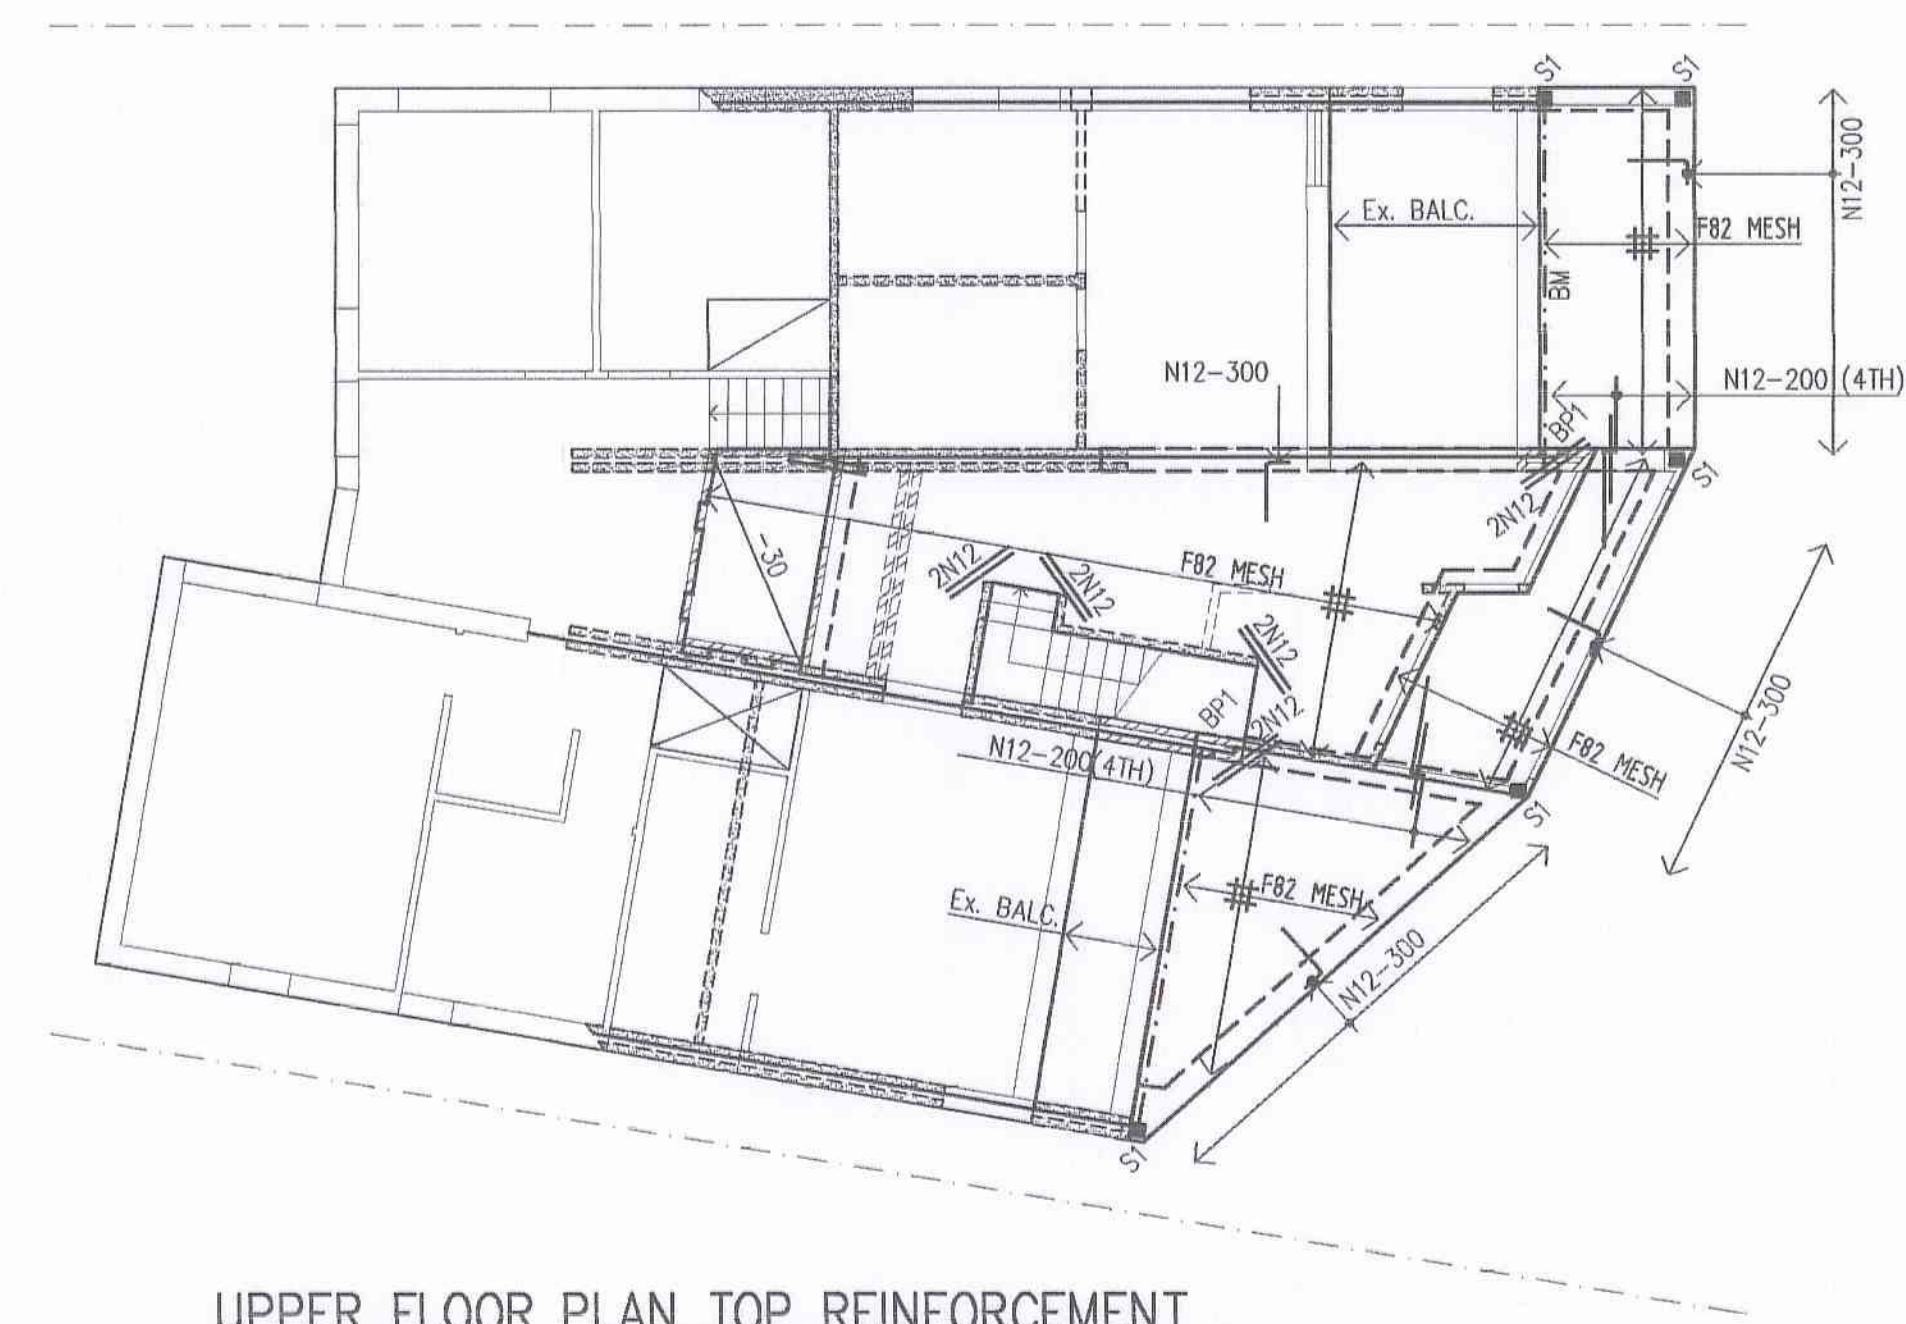 S1
S1
N12-300
Ex. BALC.
F82 MESH
BM
N12-300
N12-200 (4TH)
BP1
S1
2N12
-30
2N12
2N12
F82 MESH
2N12
BP1
2N12
N12-200(4TH)
F82 MESH
N12-300
S1
Ex. BALC.
F82 MESH
N12-300
S1
UPPER FLOOR PLAN TOP REINFORCEMENT